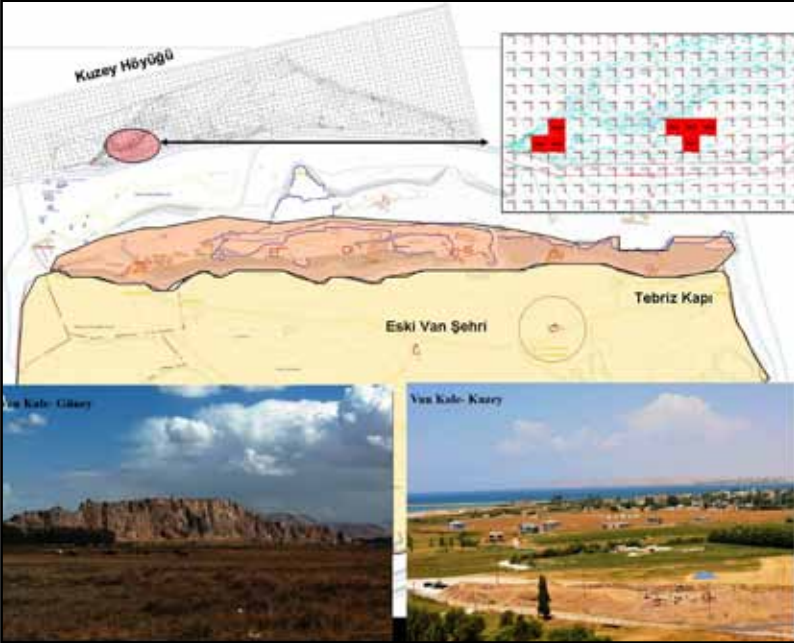 Kuzey Höyüğü
Tebriz Kapı
Eski Van Şehri
Van Kale- Güney
Van Kale- Kuzey